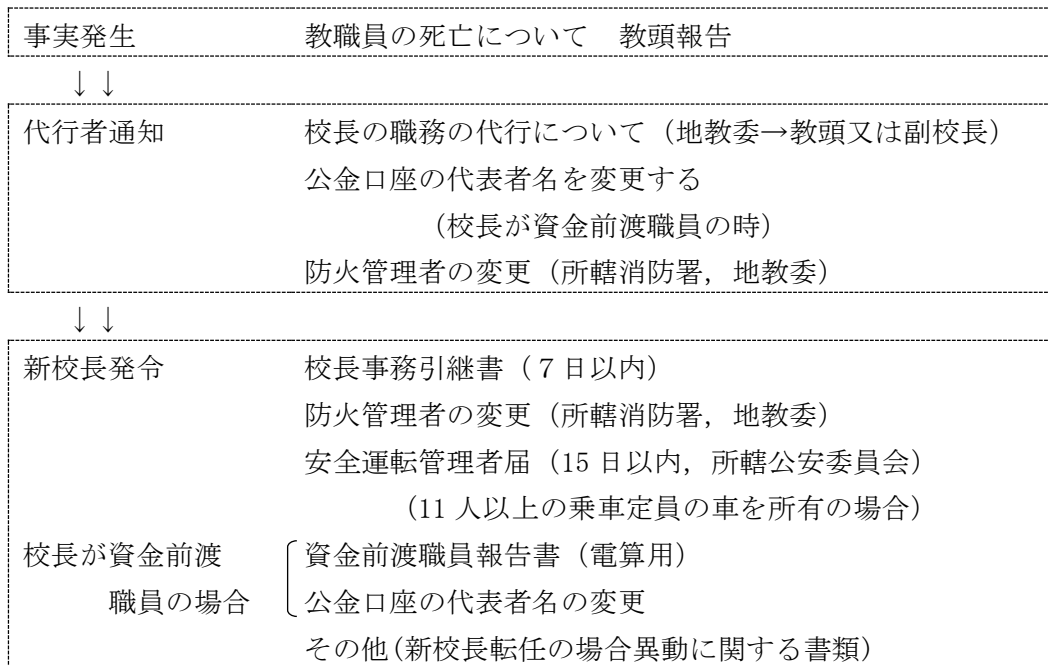 事実発生　教職員の死亡について　教頭報告
↓↓
代行者通知　校長の職務の代行について（地教委→教頭又は副校長）
公金口座の代表者名を変更する
（校長が資金前渡職員の時）
防火管理者の変更（所轄消防署，地教委）
↓↓
新校長発令　校長事務引継書（７日以内）
防火管理者の変更（所轄消防署，地教委）
安全運転管理者届（15 日以内，所轄公安委員会）
（11 人以上の乗車定員の車を所有の場合）
校長が資金前渡　資金前渡職員報告書（電算用）
職員の場合　公金口座の代表者名の変更
その他(新校長転任の場合異動に関する書類)